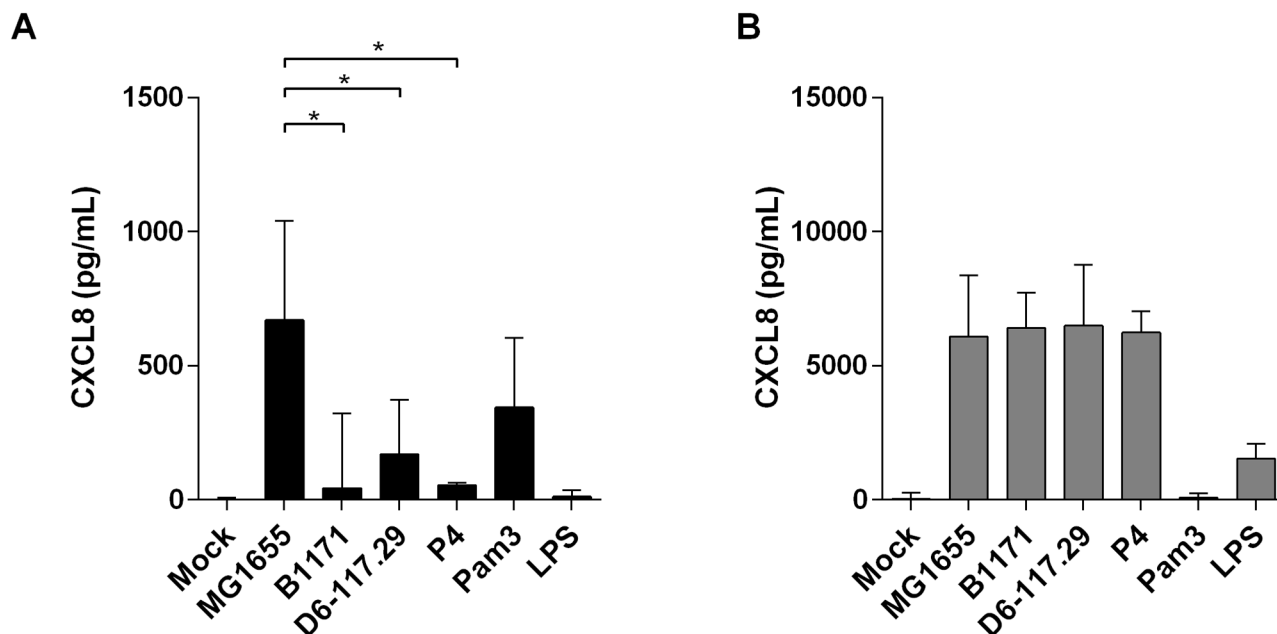 A
*
*
*
1500
1000
500
0
CXCL8 (pg/mL)
Mock
MG1655
B1171
D6-117.29
P4
Pam3
LPS
B
15000
10000
5000
0
CXCL8 (pg/mL)
Mock
MG1655
B1171
D6-117.29
P4
Pam3
LPS